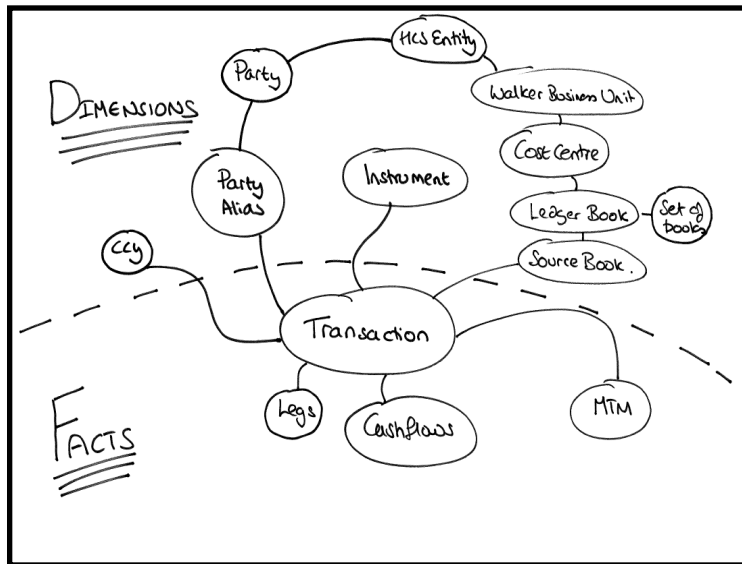 HCS Entity
Party
Walker Business Unit
DIMENSIONS
Cost Centre
Party
Alias
Instrument
Ledger Book
Set of
books
Source Book.
CCY
Transaction
Legs
Cashflows
MTM
FACTS